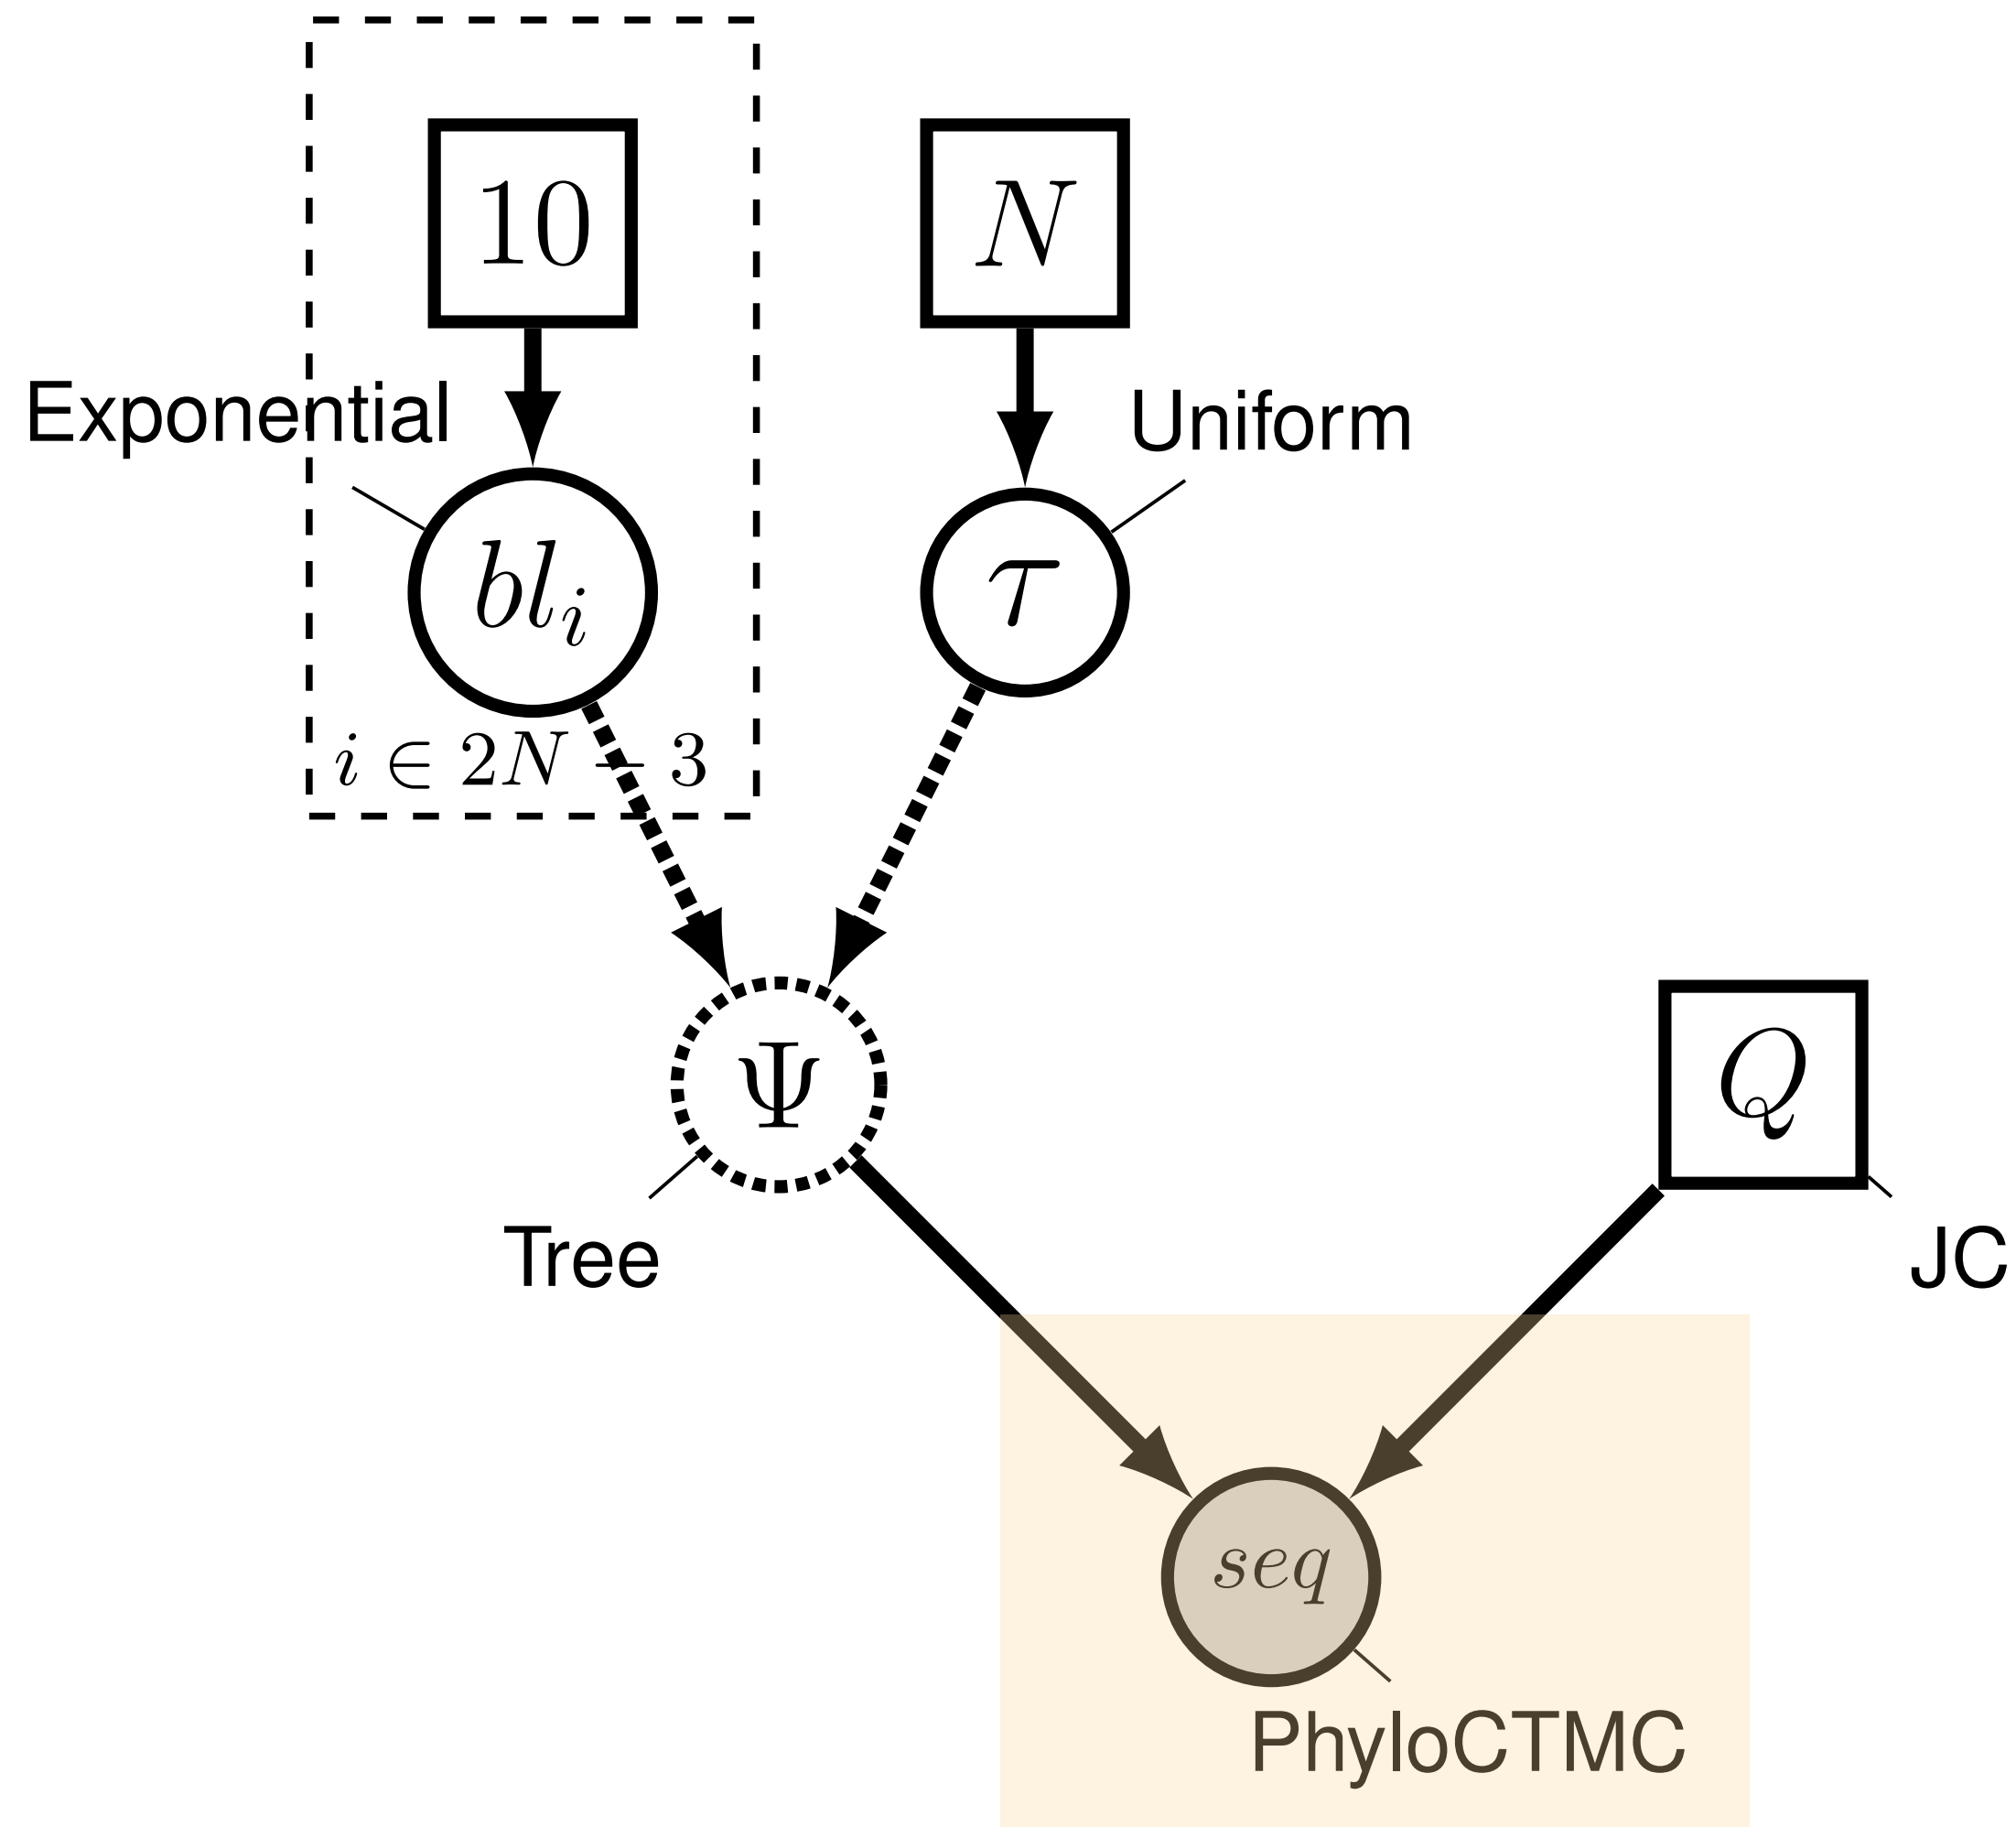 10
N
Exponential
Uniform
bl_i
τ
i ∈ 2N − 3
Ψ
Q
Tree
JC
seq
PhyloCTMC